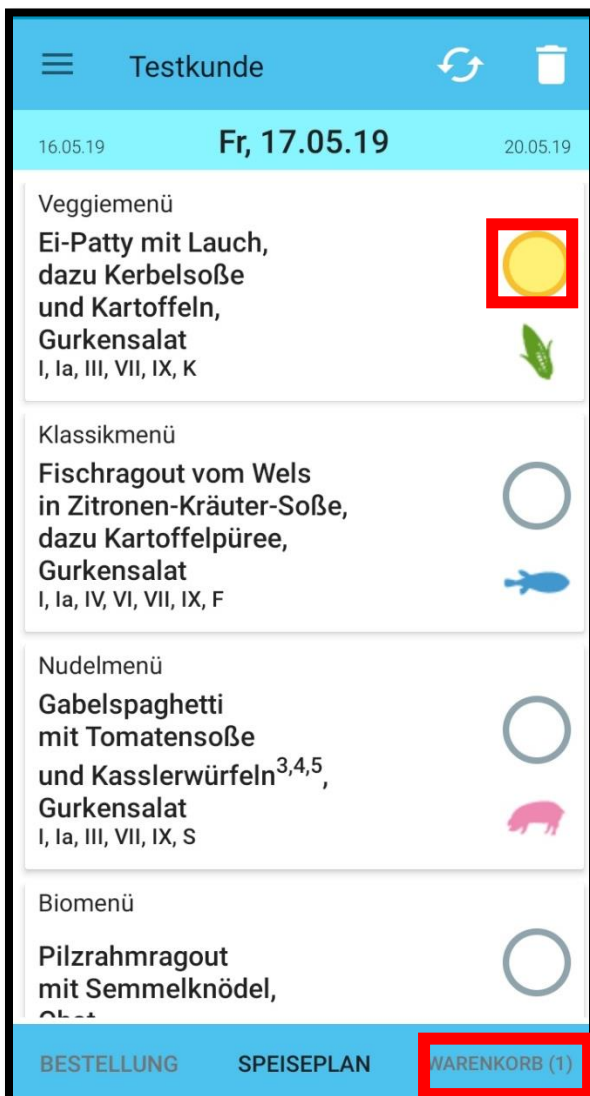 Testkunde
16.05.19 Fr, 17.05.19 20.05.19
Veggiemenü
Ei-Patty mit Lauch,
dazu Kerbelsoße
und Kartoffeln,
Gurkensalat
I, Ia, III, VII, IX, K
Klassikmenü
Fischragout vom Wels
in Zitronen-Kräuter-Soße,
dazu Kartoffelpüree,
Gurkensalat
I, Ia, IV, VI, VII, IX, F
Nudelmenü
Gabelspaghetti
mit Tomatensoße
und Kasslerwürfeln3,4,5,
Gurkensalat
I, Ia, III, VII, IX, S
Biomenü
Pilzrahmragout
mit Semmelknödel,
BESTELLUNG SPEISEPLAN WARENKORB (1)